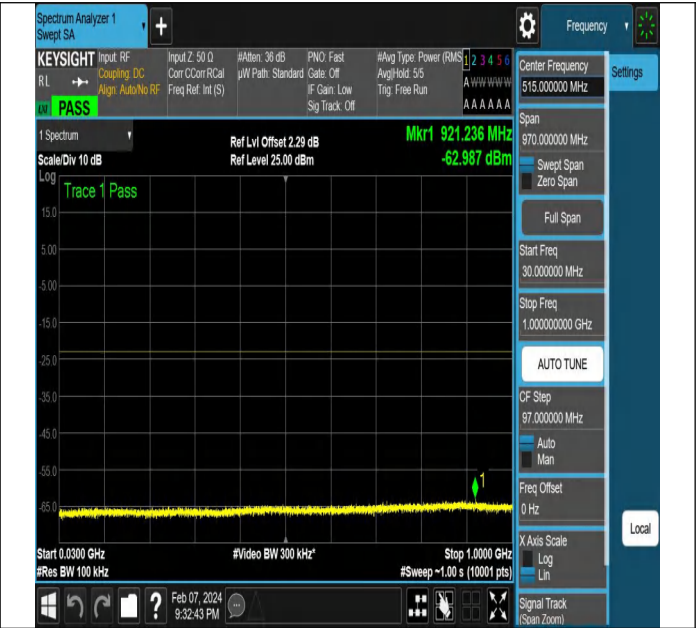 Spectrum Analyzer 1
Swept SA
+
Frequency
KEYSIGHT
Input: RF
Input Z: 50 Ω
#Atten: 36 dB
PNO: Fast
#Avg Type: Power (RMS
1 2 3 4 5 6
RL
Coupling: DC
Corr CCorr RCal
µW Path: Standard
Gate: Off
Avg|Hold: 5/5
Align: Auto/No RF
Freq Ref: Int (S)
IF Gain: Low
Trig: Free Run
A W W W W W
Sig Track: Off
A A A A A A
PASS
1 Spectrum
Ref Lvl Offset 2.29 dB
Mkr1 921.236 MHz
Scale/Div 10 dB
Ref Level 25.00 dBm
-62.987 dBm
Log
Trace 1 Pass
15.0
5.00
-5.00
-15.0
-25.0
-35.0
-45.0
-55.0
1
-65.0
Start 0.0300 GHz
#Video BW 300 kHz*
Stop 1.0000 GHz
#Res BW 100 kHz
#Sweep ~1.00 s (10001 pts)
Feb 07, 2024
9:32:43 PM
?
Center Frequency
515.000000 MHz
Settings
Span
970.000000 MHz
Swept Span
Zero Span
Full Span
Start Freq
30.000000 MHz
Stop Freq
1.000000000 GHz
AUTO TUNE
CF Step
97.000000 MHz
Auto
Man
Freq Offset
0 Hz
Local
X Axis Scale
Log
Lin
Signal Track
(Span Zoom)